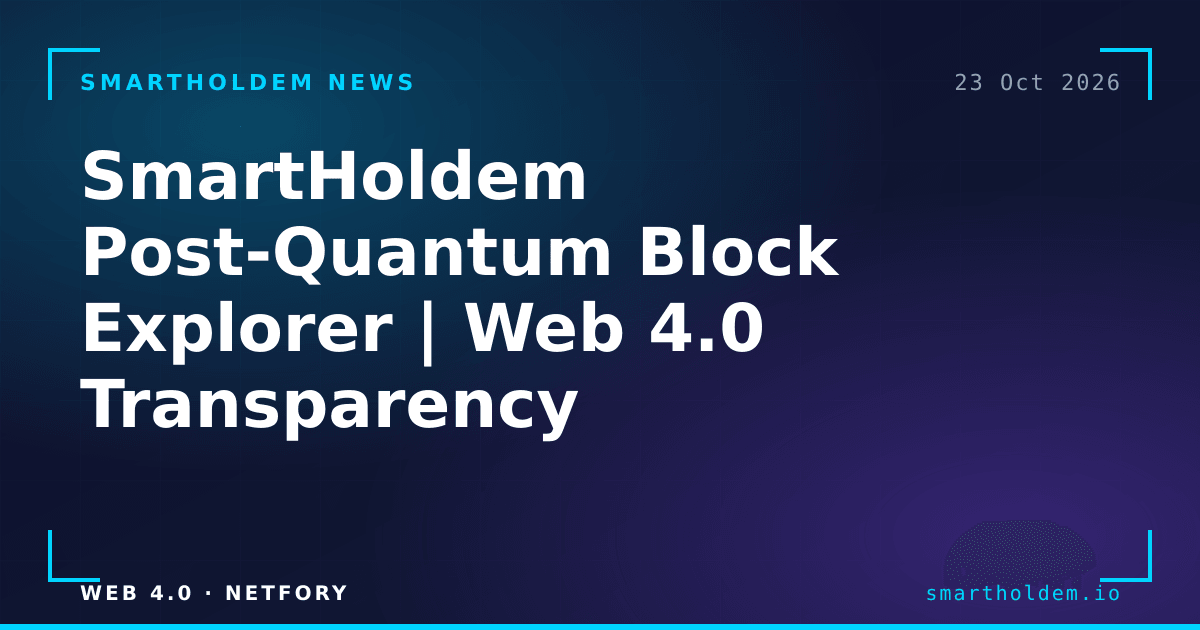 SMARTHOLDEM NEWS
23 Oct 2026
SmartHoldem
Post-Quantum Block
Explorer | Web 4.0
Transparency
WEB 4.0 · NETFORY
smartholdem.io